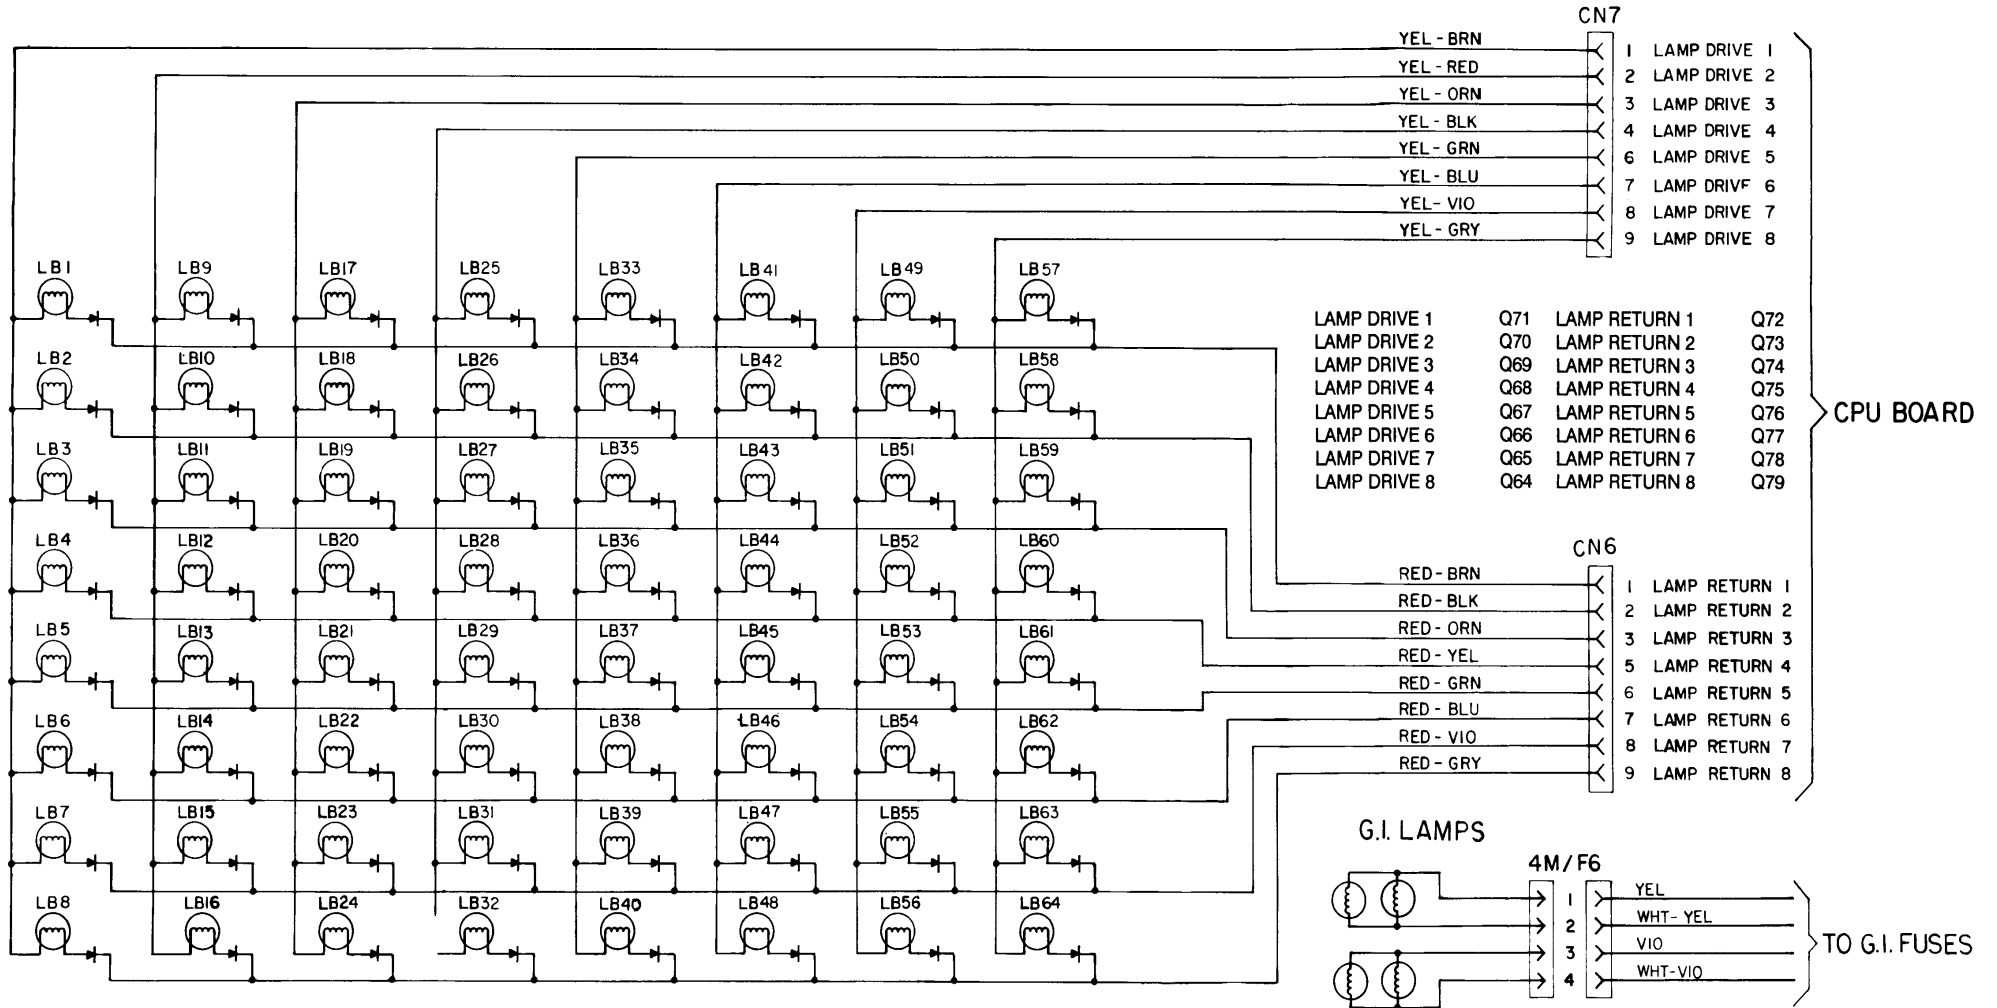 CN7
YEL - BRN 1 LAMP DRIVE 1
YEL - RED 2 LAMP DRIVE 2
YEL - ORN 3 LAMP DRIVE 3
YEL - BLK 4 LAMP DRIVE 4
YEL - GRN 6 LAMP DRIVE 5
YEL - BLU 7 LAMP DRIVE 6
YEL - VIO 8 LAMP DRIVE 7
YEL - GRY 9 LAMP DRIVE 8
LB1 LB9 LB17 LB25 LB33 LB41 LB49 LB57
LAMP DRIVE 1 Q71 LAMP RETURN 1 Q72
LAMP DRIVE 2 Q70 LAMP RETURN 2 Q73
LAMP DRIVE 3 Q69 LAMP RETURN 3 Q74
LAMP DRIVE 4 Q68 LAMP RETURN 4 Q75
LAMP DRIVE 5 Q67 LAMP RETURN 5 Q76
LAMP DRIVE 6 Q66 LAMP RETURN 6 Q77
LAMP DRIVE 7 Q65 LAMP RETURN 7 Q78
LAMP DRIVE 8 Q64 LAMP RETURN 8 Q79
CPU BOARD
LB2 LB10 LB18 LB26 LB34 LB42 LB50 LB58
LB3 LB11 LB19 LB27 LB35 LB43 LB51 LB59
LB4 LB12 LB20 LB28 LB36 LB44 LB52 LB60
CN6
RED - BRN 1 LAMP RETURN 1
RED - BLK 2 LAMP RETURN 2
RED - ORN 3 LAMP RETURN 3
RED - YEL 5 LAMP RETURN 4
RED - GRN 6 LAMP RETURN 5
RED - BLU 7 LAMP RETURN 6
RED - VIO 8 LAMP RETURN 7
RED - GRY 9 LAMP RETURN 8
LB5 LB13 LB21 LB29 LB37 LB45 LB53 LB61
LB6 LB14 LB22 LB30 LB38 LB46 LB54 LB62
LB7 LB15 LB23 LB31 LB39 LB47 LB55 LB63
LB8 LB16 LB24 LB32 LB40 LB48 LB56 LB64
G.I. LAMPS
4M/F6
1 YEL
2 WHT- YEL
3 VIO
4 WHT-VIO
TO G.I. FUSES